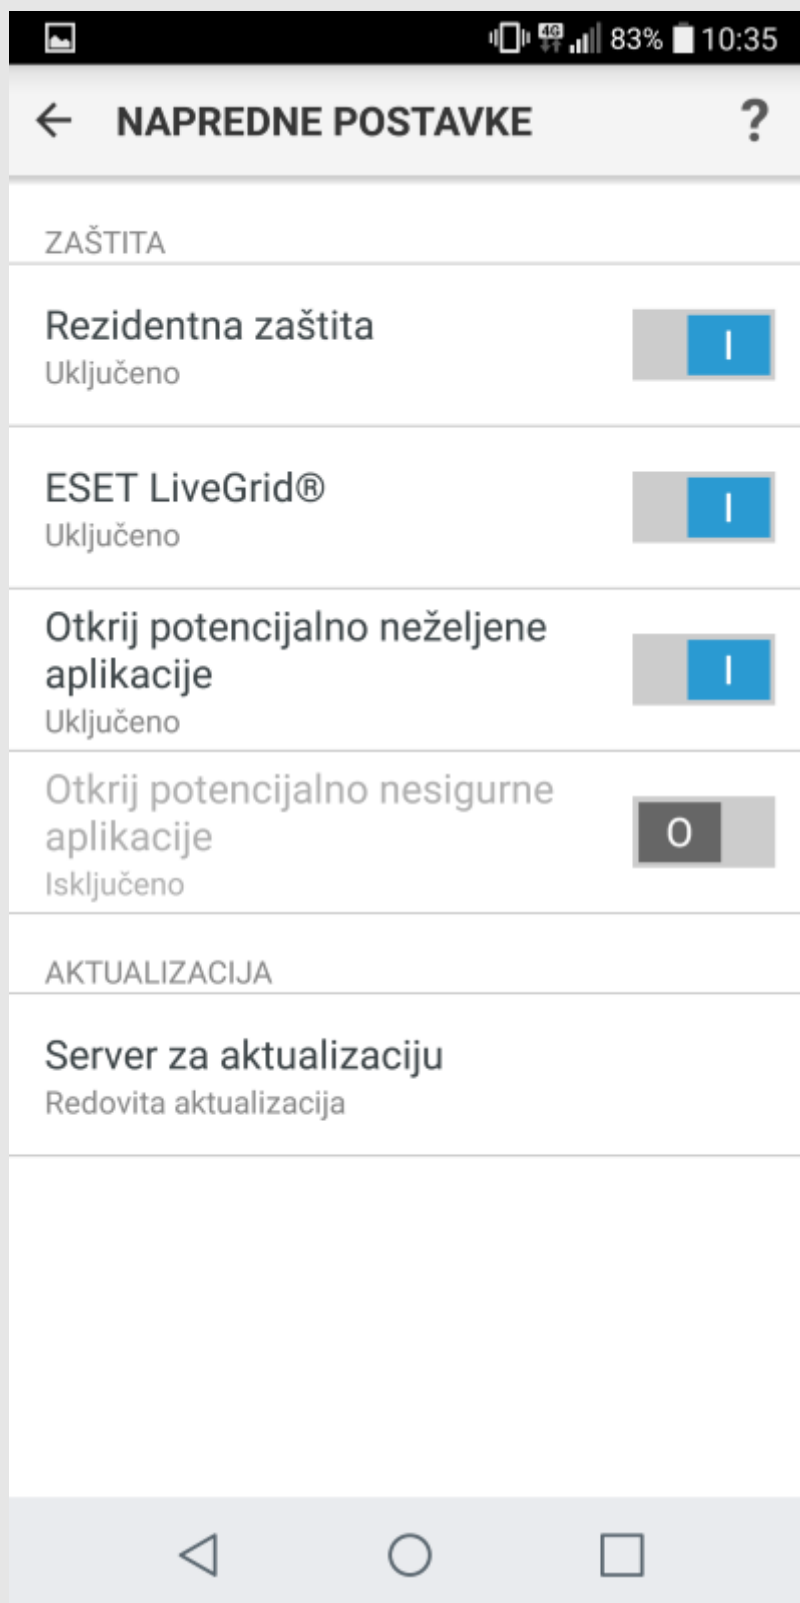 4G 83% 10:35
NAPREDNE POSTAVKE ?
ZAŠTITA
Rezidentna zaštita
Uključeno
I
ESET LiveGrid®
Uključeno
I
Otkrij potencijalno neželjene
aplikacije
Uključeno
I
Otkrij potencijalno nesigurne
aplikacije
Isključeno
O
AKTUALIZACIJA
Server za aktualizaciju
Redovita aktualizacija